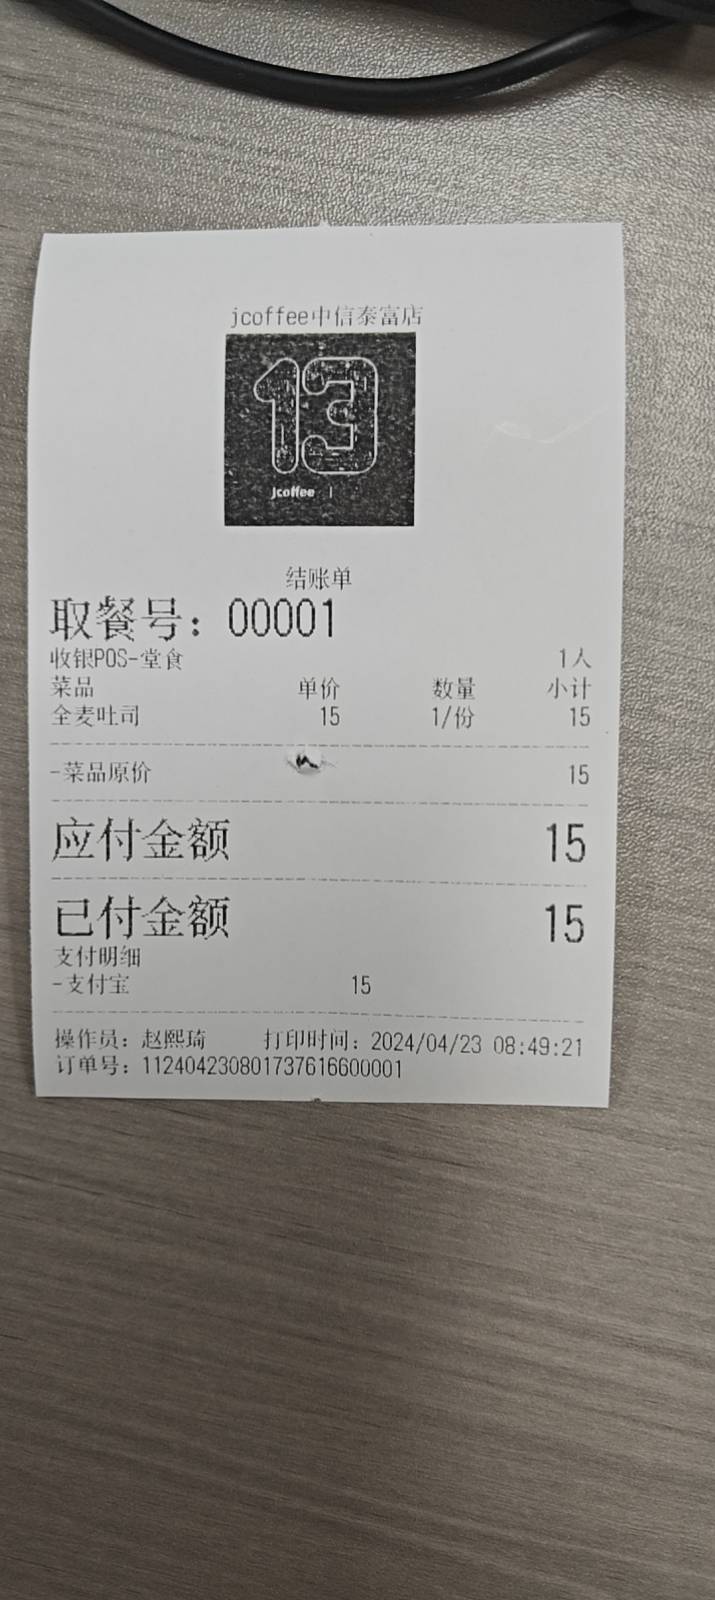 jcoffee中信泰富店
13
jcoffee |
结账单
取餐号：00001
收银POS-堂食 1人
菜品 单价 数量 小计
全麦吐司 15 1/份 15
-菜品原价 15
应付金额 15
已付金额 15
支付明细
-支付宝 15
操作员：赵熙琦 打印时间：2024/04/23 08:49:21
订单号：112404230801737616600001